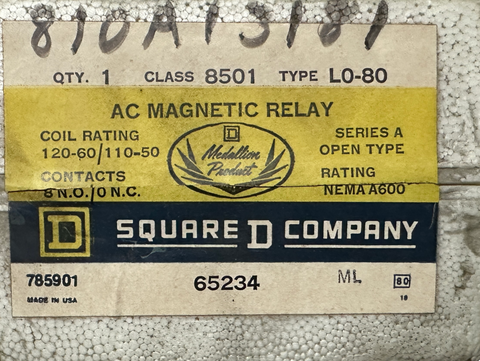 810A13181
QTY. 1 CLASS 8501 TYPE LO-80
AC MAGNETIC RELAY
COIL RATING
120-60/110-50
CONTACTS
8 N.O./0 N.C.
D
Medallion
Product
SERIES A
OPEN TYPE
RATING
NEMA A600
D SQUARE D COMPANY
785901
MADE IN USA
65234
ML
80
18